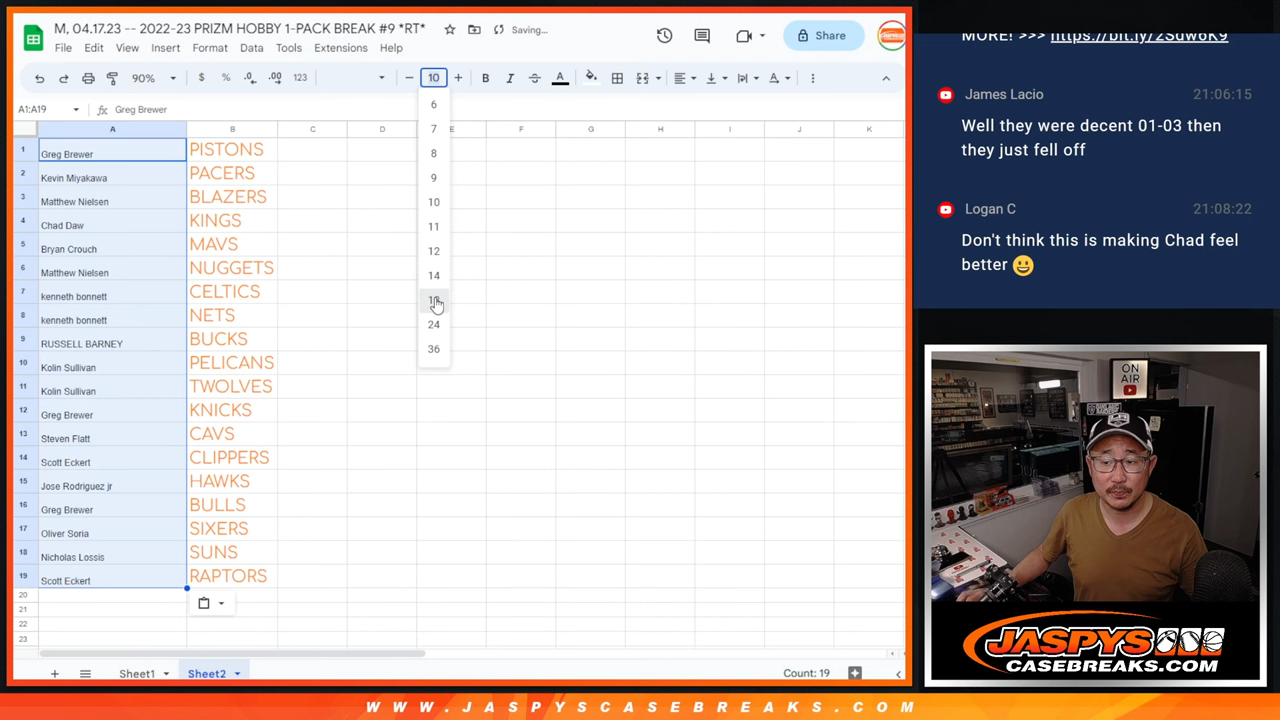 M, 04.17.23 -- 2022-23 PRIZM HOBBY 1-PACK BREAK #9 *RT*
Saving...
File Edit View Insert Format Data Tools Extensions Help
Share
90%
$ % .0 .00 123
10
A1:A19
fx Greg Brewer
A B C D E F G H I J K
1 Greg Brewer PISTONS
2 Kevin Miyakawa PACERS
3 Matthew Nielsen BLAZERS
4 Chad Daw KINGS
5 Bryan Crouch MAVS
6 Matthew Nielsen NUGGETS
7 kenneth bonnett CELTICS
8 kenneth bonnett NETS
9 RUSSELL BARNEY BUCKS
10 Kolin Sullivan PELICANS
11 Kolin Sullivan TWOLVES
12 Greg Brewer KNICKS
13 Steven Flatt CAVS
14 Scott Eckert CLIPPERS
15 Jose Rodriguez jr HAWKS
16 Greg Brewer BULLS
17 Oliver Soria SIXERS
18 Nicholas Lossis SUNS
19 Scott Eckert RAPTORS
20
21
22
23
6
7
8
9
10
11
12
14
24
36
Sheet1 Sheet2
Count: 19
MORE! >>> https://bit.ly/2Sdw6K9
James Lacio 21:06:15
Well they were decent 01-03 then
they just fell off
Logan C 21:08:22
Don't think this is making Chad feel
better 😀
ON
AIR
JASPYS
CASEBREAKS.COM
WWW.JASPYSCASEBREAKS.COM